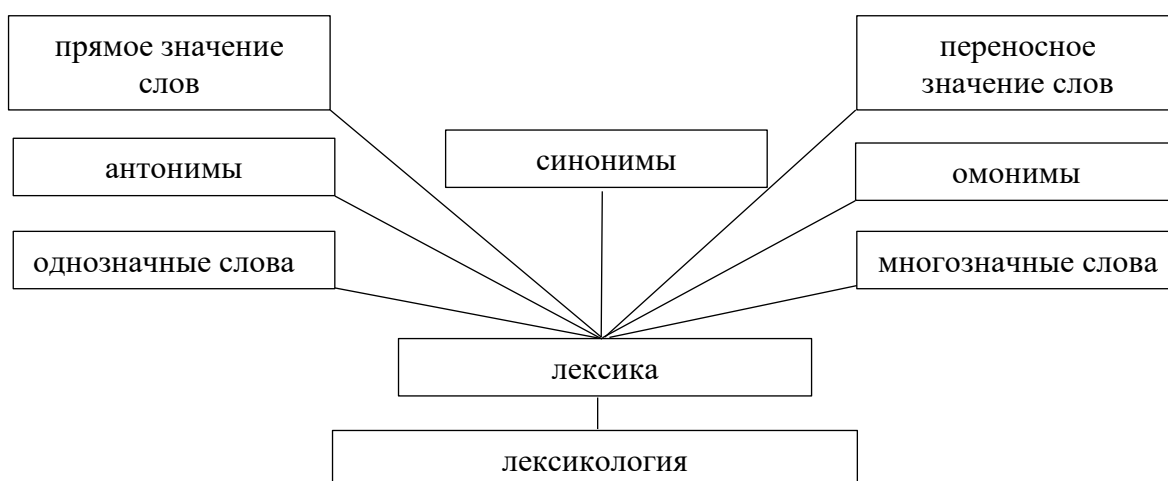 прямое значение
слов
переносное
значение слов
синонимы
антонимы
омонимы
однозначные слова
многозначные слова
лексика
лексикология